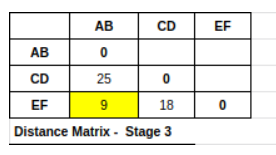 AB CD EF
AB 0
CD 25 0
EF 9 18 0
Distance Matrix - Stage 3